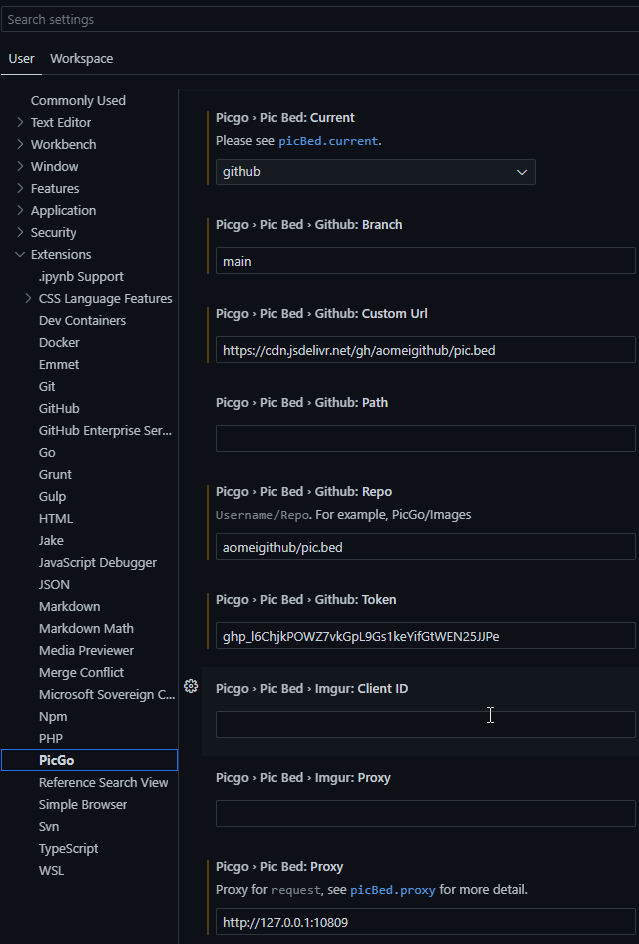 Search settings
User
Workspace
Commonly Used
Text Editor
Workbench
Window
Features
Application
Security
Extensions
.ipynb Support
CSS Language Features
Dev Containers
Docker
Emmet
Git
GitHub
GitHub Enterprise Ser...
Go
Grunt
Gulp
HTML
Jake
JavaScript Debugger
JSON
Markdown
Markdown Math
Media Previewer
Merge Conflict
Microsoft Sovereign C...
Npm
PHP
PicGo
Reference Search View
Simple Browser
Svn
TypeScript
WSL
Picgo › Pic Bed: Current
Please see picBed.current.
github
Picgo › Pic Bed › Github: Branch
main
Picgo › Pic Bed › Github: Custom Url
https://cdn.jsdelivr.net/gh/aomeigithub/pic.bed
Picgo › Pic Bed › Github: Path
Picgo › Pic Bed › Github: Repo
Username/Repo. For example, PicGo/Images
aomeigithub/pic.bed
Picgo › Pic Bed › Github: Token
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
Picgo › Pic Bed › Imgur: Client ID
Picgo › Pic Bed › Imgur: Proxy
Picgo › Pic Bed: Proxy
Proxy for request, see picBed.proxy for more detail.
http://127.0.0.1:10809